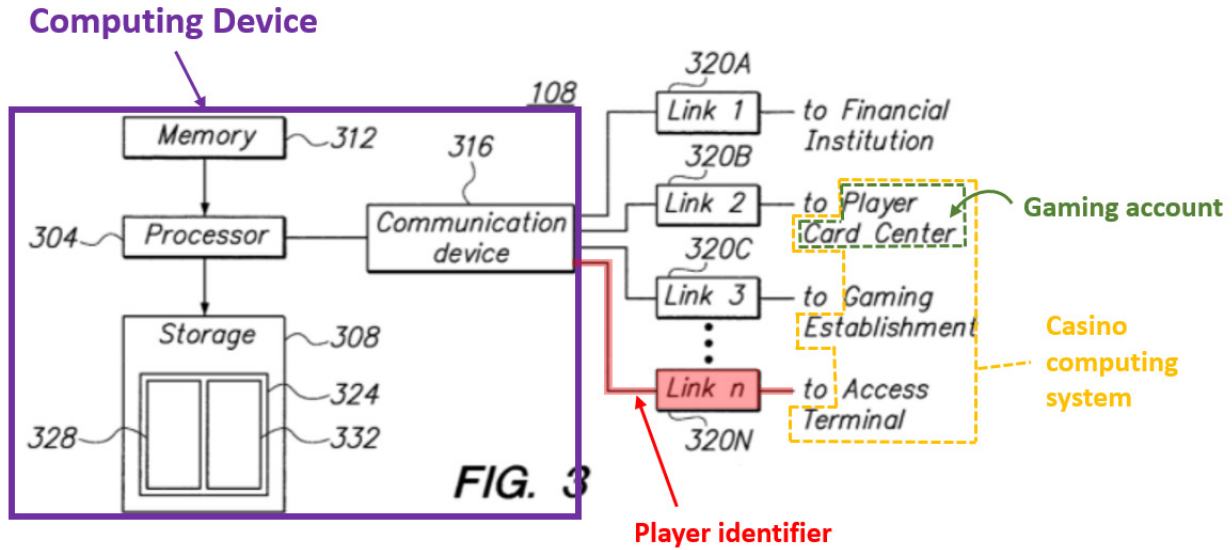 Computing Device
108
Memory
312
316
304
Processor
Communication
device
Storage
308
324
328
332
FIG. 3
320A
Link 1
to Financial
Institution
320B
Link 2
to Player
Card Center
Gaming account
320C
Link 3
to Gaming
Establishment
Casino
computing
system
Link n
to Access
Terminal
320N
Player identifier